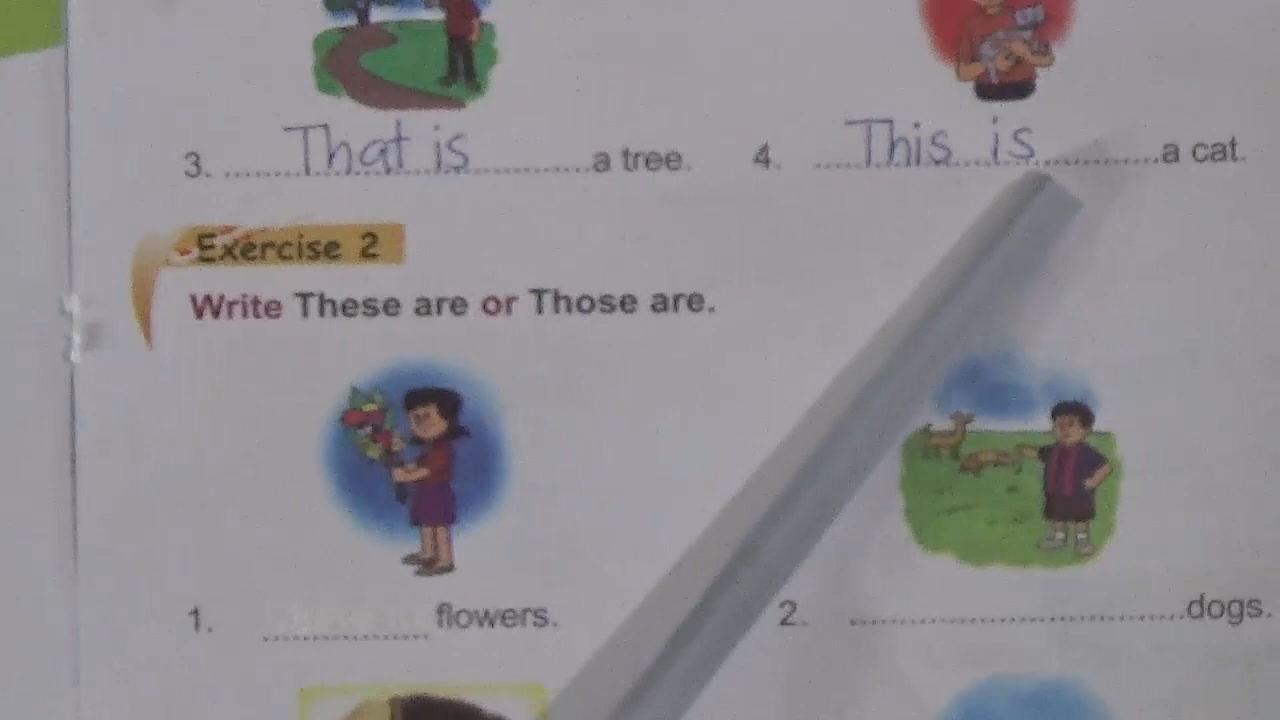 3. That is a tree. 4. This is a cat.
Exercise 2
Write These are or Those are.
1. flowers. 2. dogs.